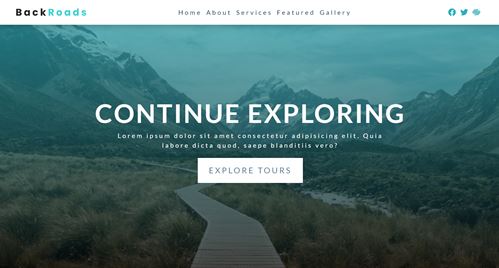 BackRoads
Home About Services Featured Gallery
CONTINUE EXPLORING
Lorem ipsum dolor sit amet consectetur adipisicing elit. Quia
labore dicta quod, saepe blanditiis vero?
EXPLORE TOURS